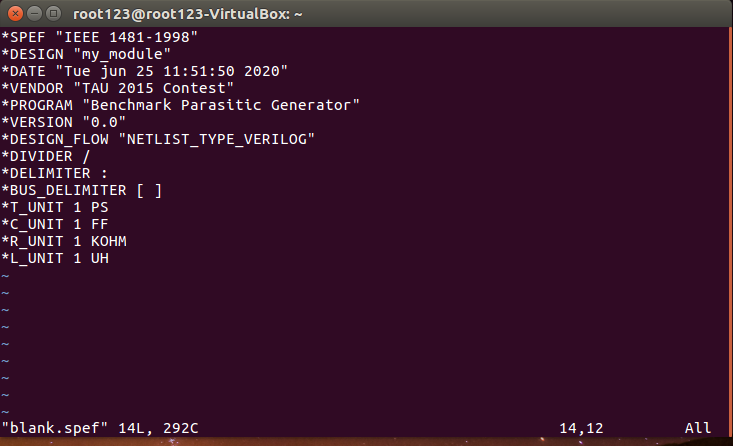 root123@root123-VirtualBox: ~
*SPEF "IEEE 1481-1998"
*DESIGN "my_module"
*DATE "Tue jun 25 11:51:50 2020"
*VENDOR "TAU 2015 Contest"
*PROGRAM "Benchmark Parasitic Generator"
*VERSION "0.0"
*DESIGN_FLOW "NETLIST_TYPE_VERILOG"
*DIVIDER /
*DELIMITER :
*BUS_DELIMITER [ ]
*T_UNIT 1 PS
*C_UNIT 1 FF
*R_UNIT 1 KOHM
*L_UNIT 1 UH
~
~
~
~
~
~
~
~
~
"blank.spef" 14L, 292C 14,12 All